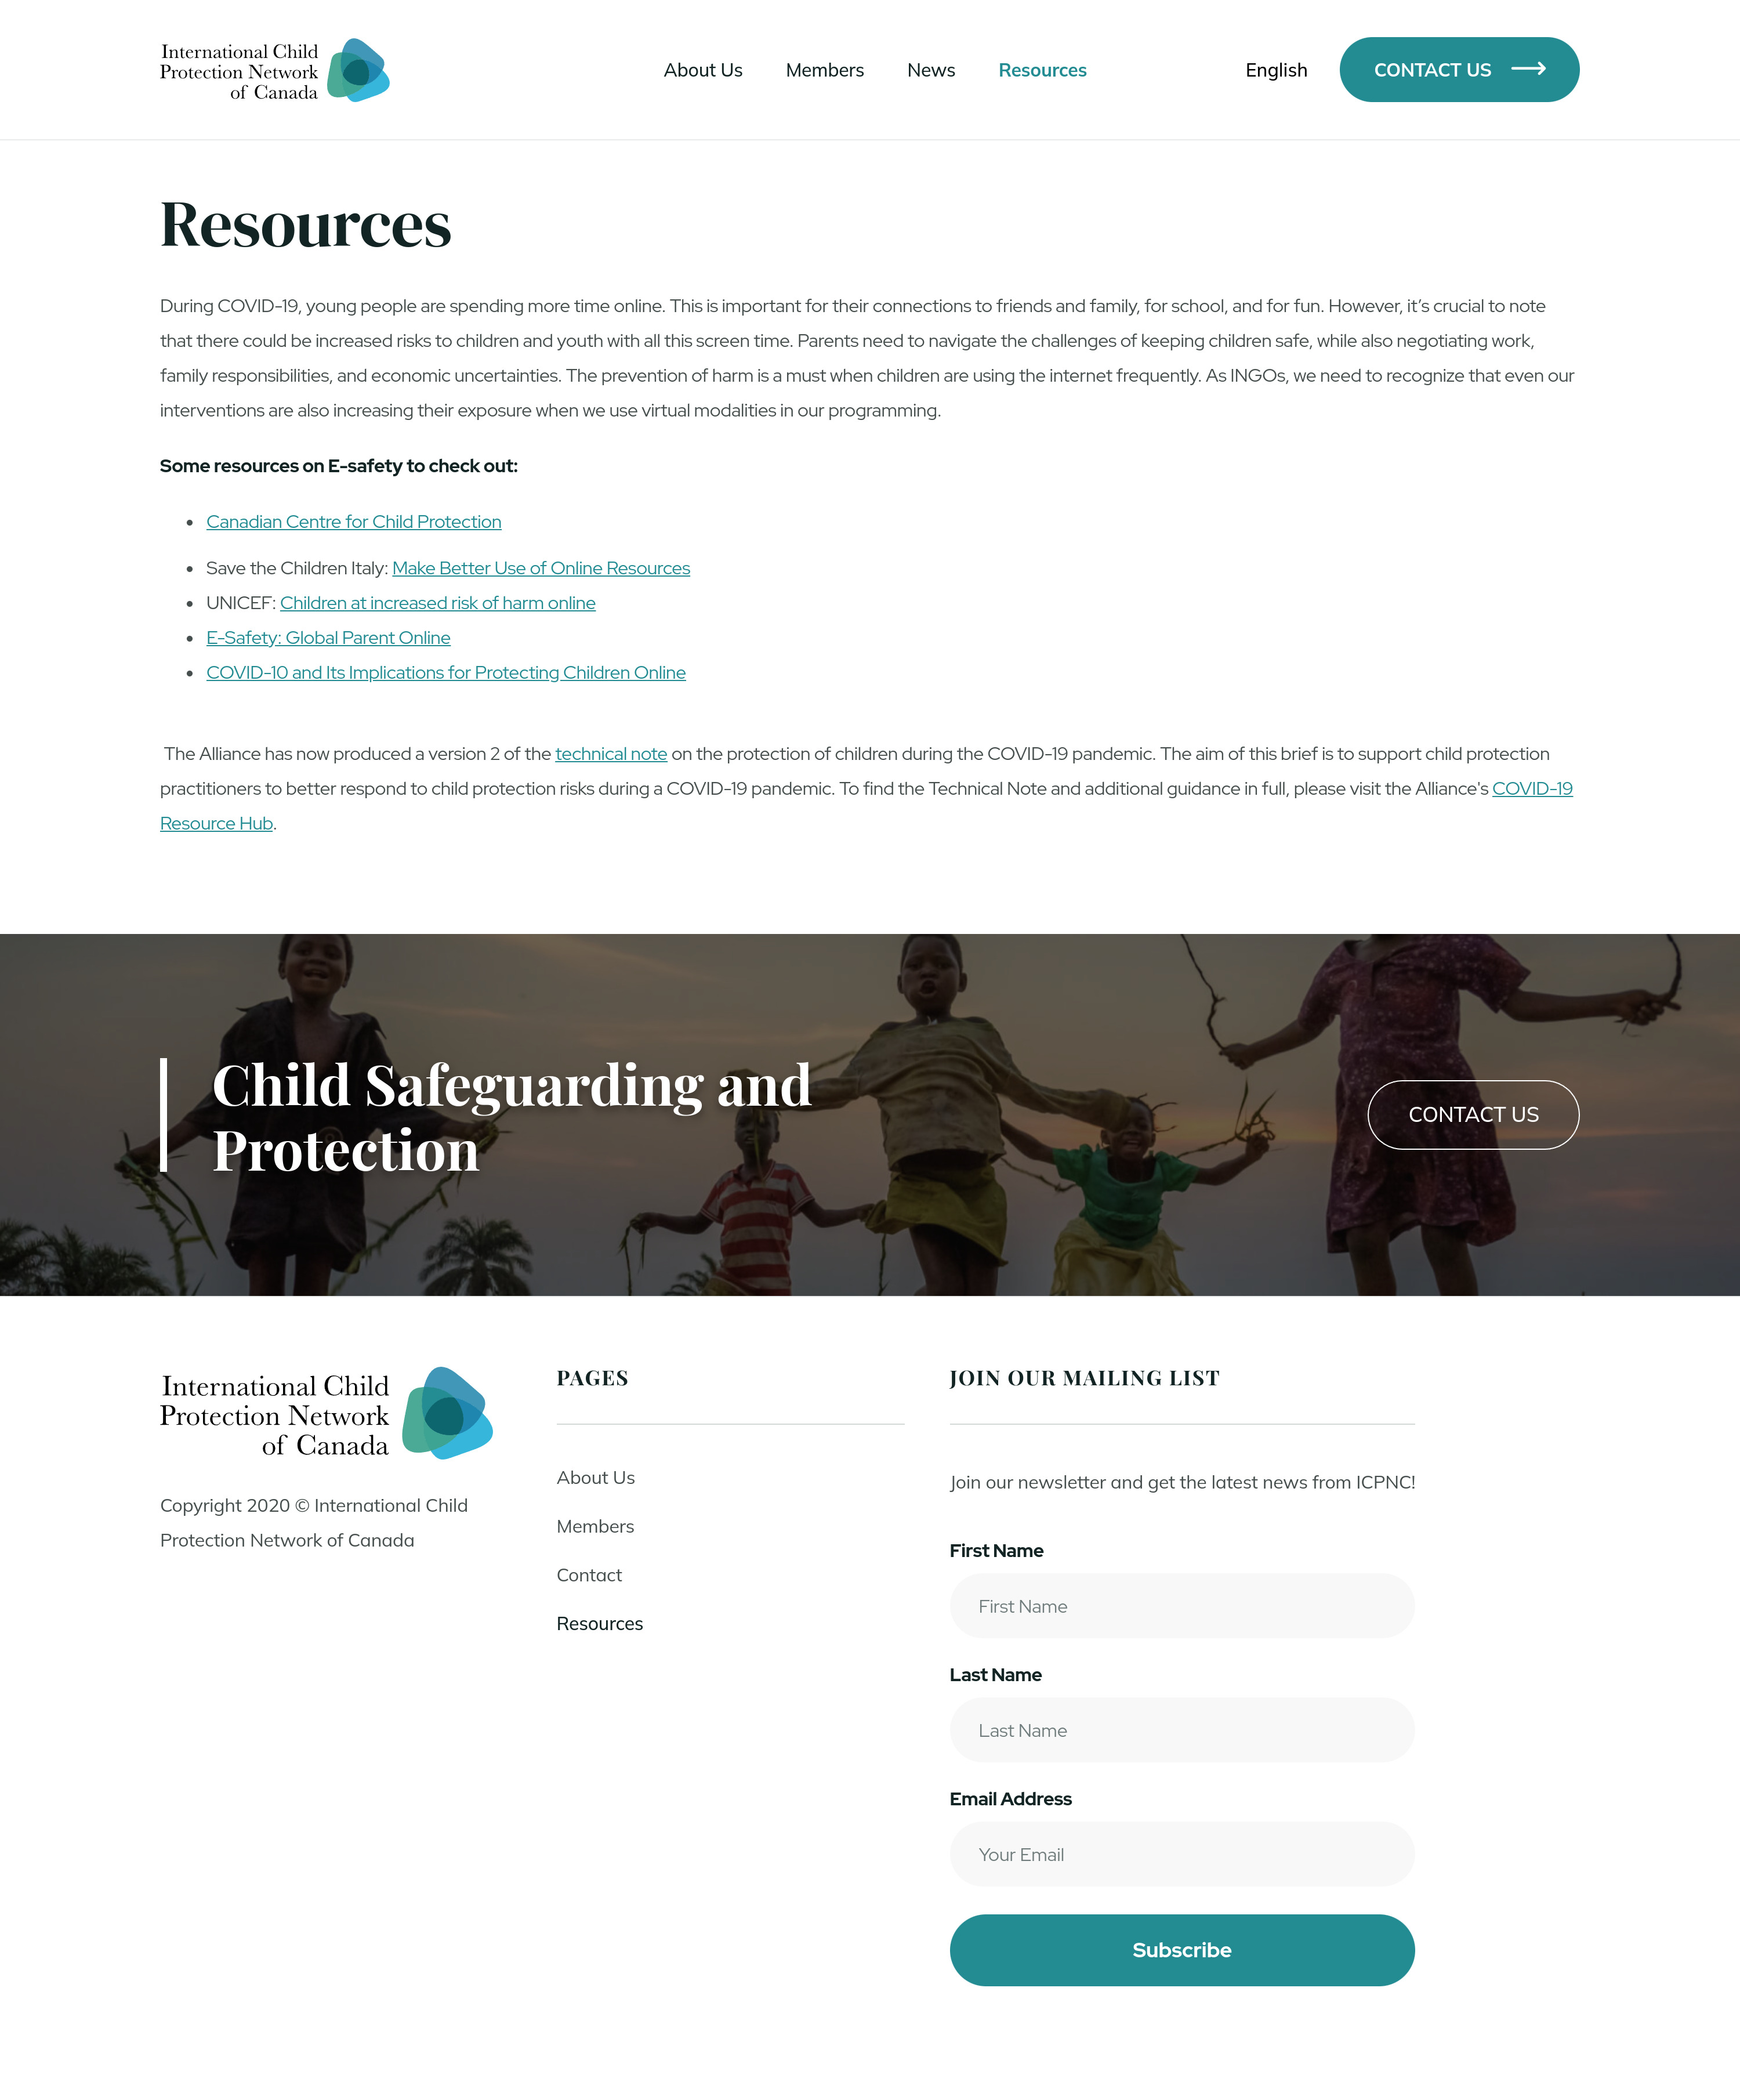 International Child
Protection Network
of Canada
About Us
Members
News
Resources
English
CONTACT US
Resources
During COVID-19, young people are spending more time online. This is important for their connections to friends and family, for school, and for fun. However, it’s crucial to note
that there could be increased risks to children and youth with all this screen time. Parents need to navigate the challenges of keeping children safe, while also negotiating work,
family responsibilities, and economic uncertainties. The prevention of harm is a must when children are using the internet frequently. As INGOs, we need to recognize that even our
interventions are also increasing their exposure when we use virtual modalities in our programming.
Some resources on E-safety to check out:
Canadian Centre for Child Protection
Save the Children Italy: Make Better Use of Online Resources
UNICEF: Children at increased risk of harm online
E-Safety: Global Parent Online
COVID-10 and Its Implications for Protecting Children Online
The Alliance has now produced a version 2 of the technical note on the protection of children during the COVID-19 pandemic. The aim of this brief is to support child protection
practitioners to better respond to child protection risks during a COVID-19 pandemic. To find the Technical Note and additional guidance in full, please visit the Alliance's COVID-19
Resource Hub.
Child Safeguarding and
Protection
CONTACT US
International Child
Protection Network
of Canada
Copyright 2020 © International Child
Protection Network of Canada
PAGES
About Us
Members
Contact
Resources
JOIN OUR MAILING LIST
Join our newsletter and get the latest news from ICPNC!
First Name
First Name
Last Name
Last Name
Email Address
Your Email
Subscribe